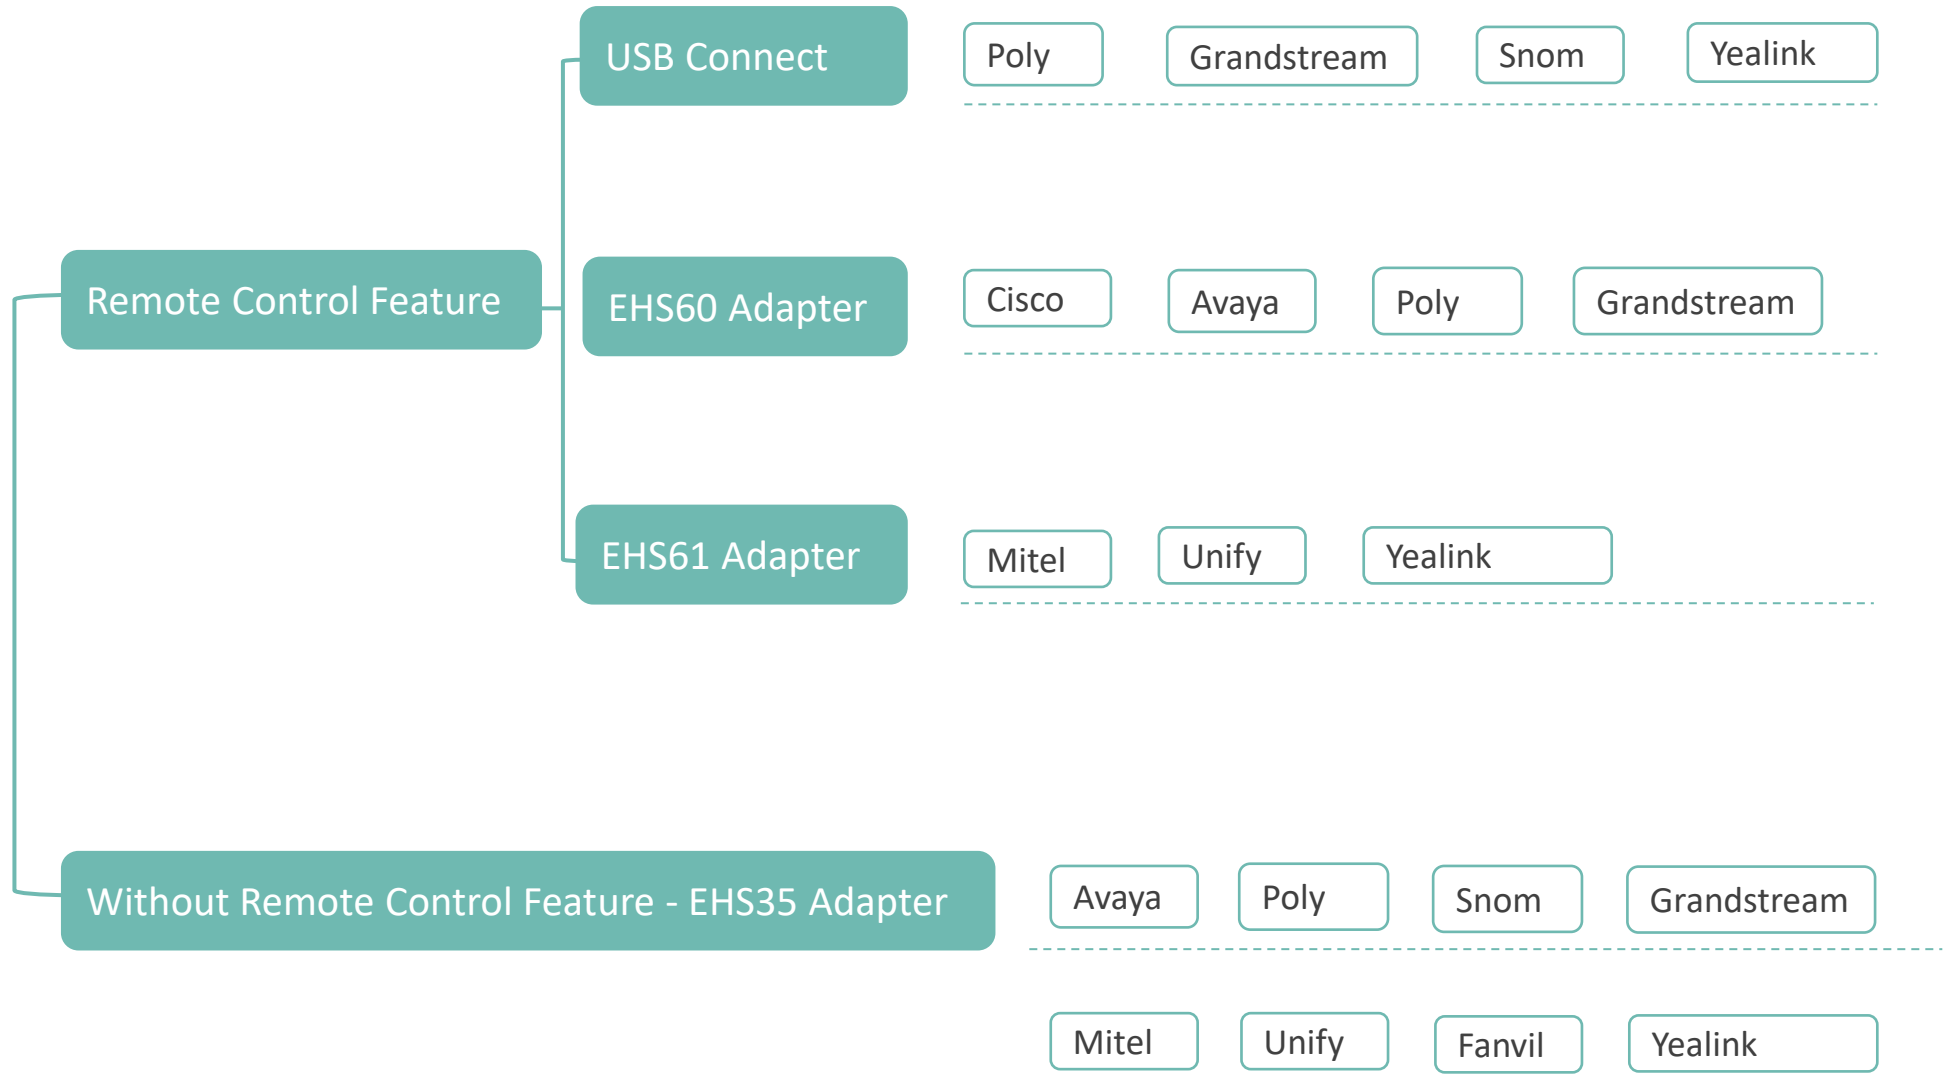 USB Connect
Poly
Grandstream
Snom
Yealink
Remote Control Feature
EHS60 Adapter
Cisco
Avaya
Poly
Grandstream
EHS61 Adapter
Mitel
Unify
Yealink
Without Remote Control Feature - EHS35 Adapter
Avaya
Poly
Snom
Grandstream
Mitel
Unify
Fanvil
Yealink